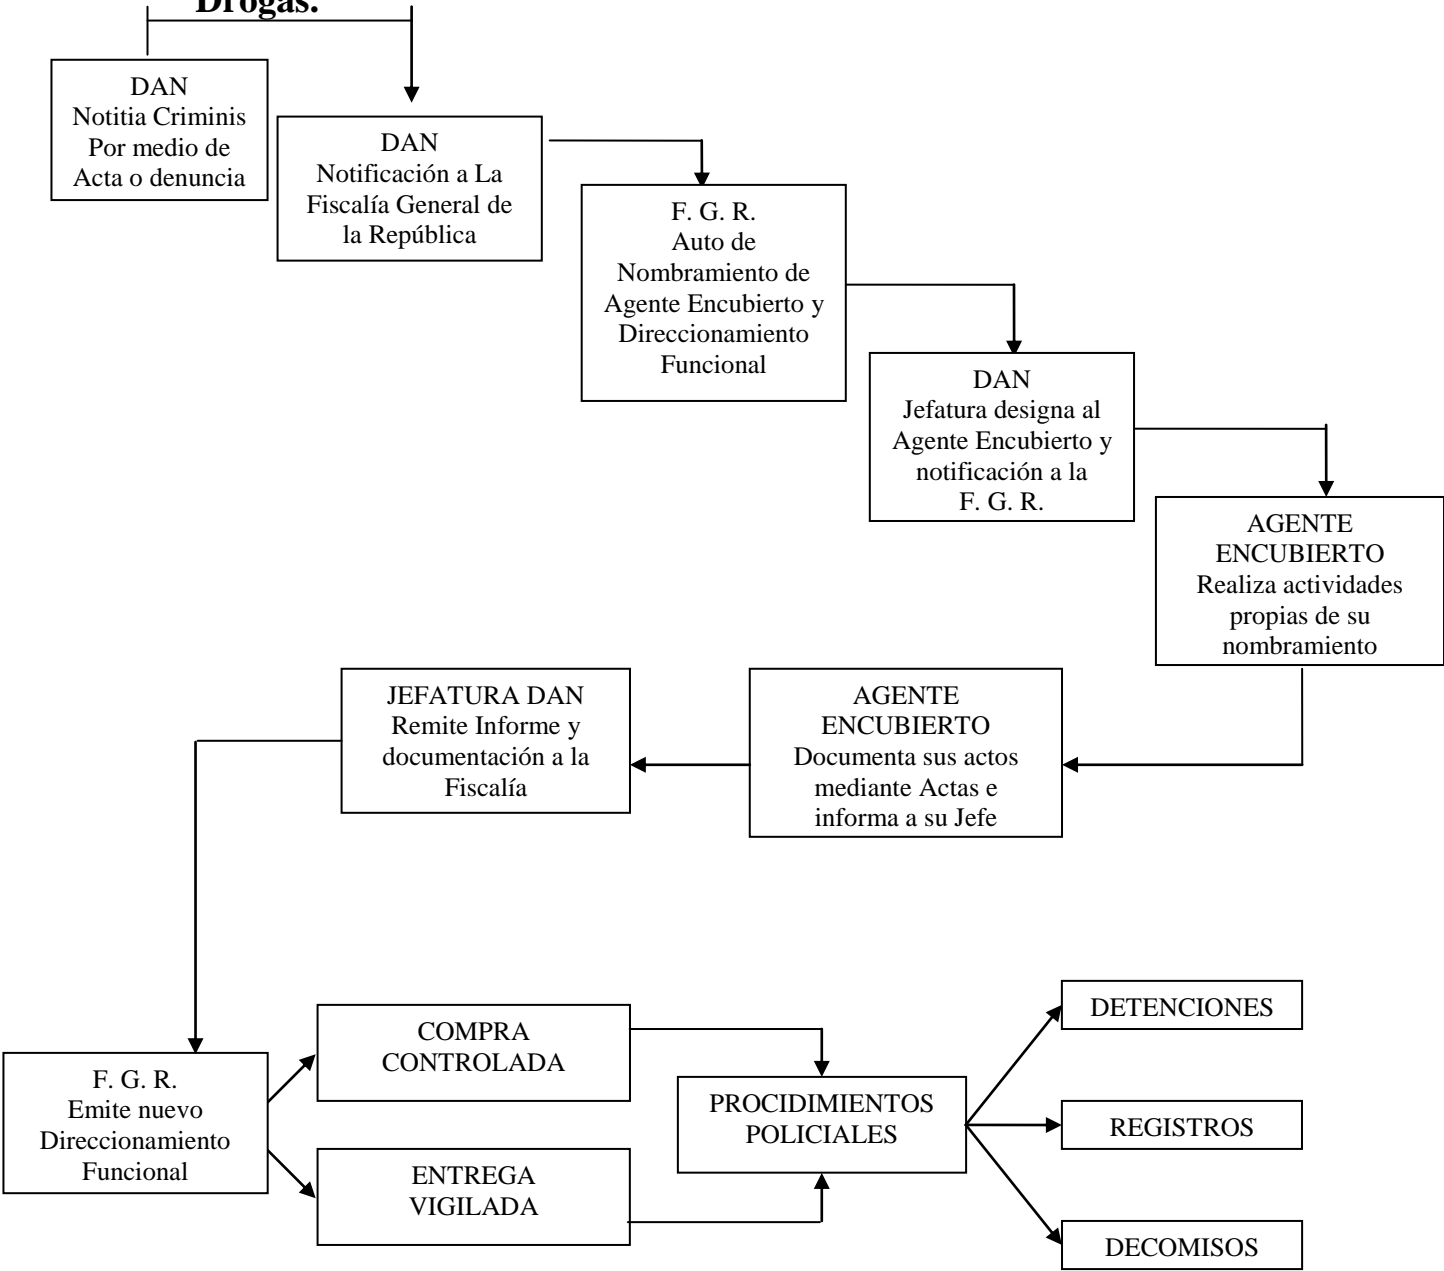 Drogas.
DAN
Notitia Criminis
Por medio de
Acta o denuncia
DAN
Notificación a La
Fiscalía General de
la República
F. G. R.
Auto de
Nombramiento de
Agente Encubierto y
Direccionamiento
Funcional
DAN
Jefatura designa al
Agente Encubierto y
notificación a la
F. G. R.
AGENTE
ENCUBIERTO
Realiza actividades
propias de su
nombramiento
JEFATURA DAN
Remite Informe y
documentación a la
Fiscalía
AGENTE
ENCUBIERTO
Documenta sus actos
mediante Actas e
informa a su Jefe
F. G. R.
Emite nuevo
Direccionamiento
Funcional
COMPRA
CONTROLADA
ENTREGA
VIGILADA
PROCIDIMIENTOS
POLICIALES
DETENCIONES
REGISTROS
DECOMISOS